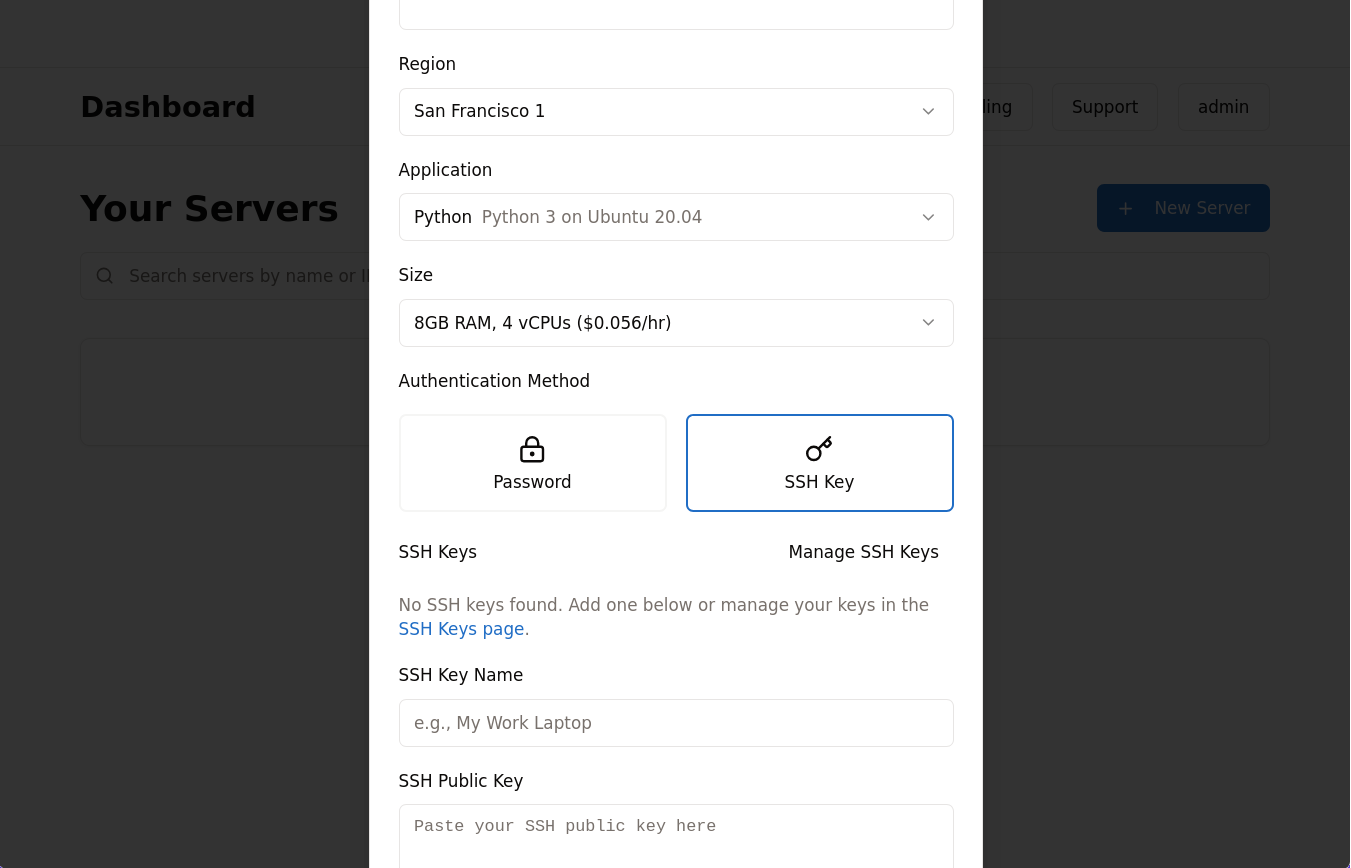 Region
San Francisco 1
Dashboard
ling
Support
admin
Application
Python Python 3 on Ubuntu 20.04
Your Servers
New Server
Size
Search servers by name or I
8GB RAM, 4 vCPUs ($0.056/hr)
Authentication Method
Password
SSH Key
SSH Keys
Manage SSH Keys
No SSH keys found. Add one below or manage your keys in the
SSH Keys page.
SSH Key Name
e.g., My Work Laptop
SSH Public Key
Paste your SSH public key here